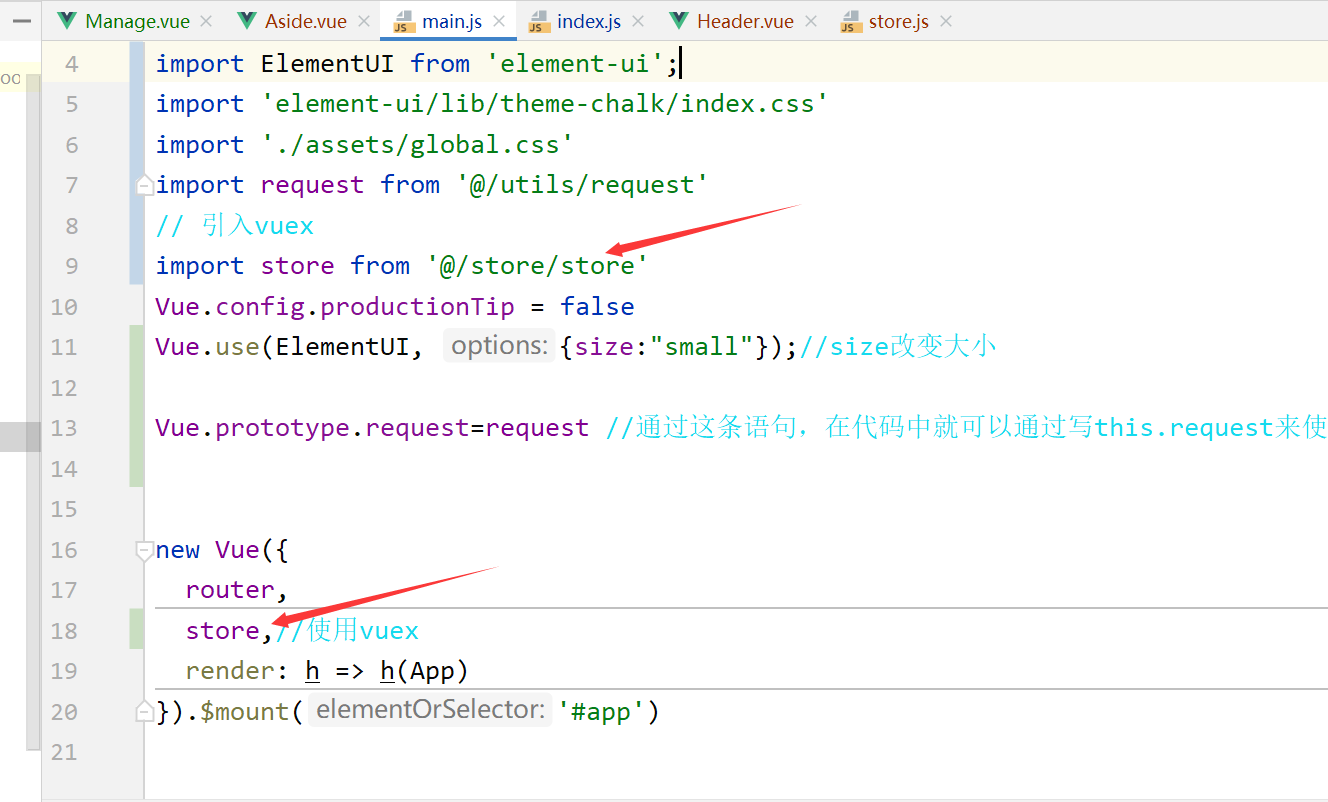 Manage.vue Aside.vue main.js index.js Header.vue store.js
4 import ElementUI from 'element-ui';
5 import 'element-ui/lib/theme-chalk/index.css'
6 import './assets/global.css'
7 import request from '@/utils/request'
8 // 引入vuex
9 import store from '@/store/store'
10 Vue.config.productionTip = false
11 Vue.use(ElementUI, options: {size:"small"});//size改变大小
12
13 Vue.prototype.request=request //通过这条语句，在代码中就可以通过写this.request来使
14
15
16 new Vue({
17 router,
18 store,//使用vuex
19 render: h => h(App)
20 }).$mount( elementOrSelector: '#app')
21